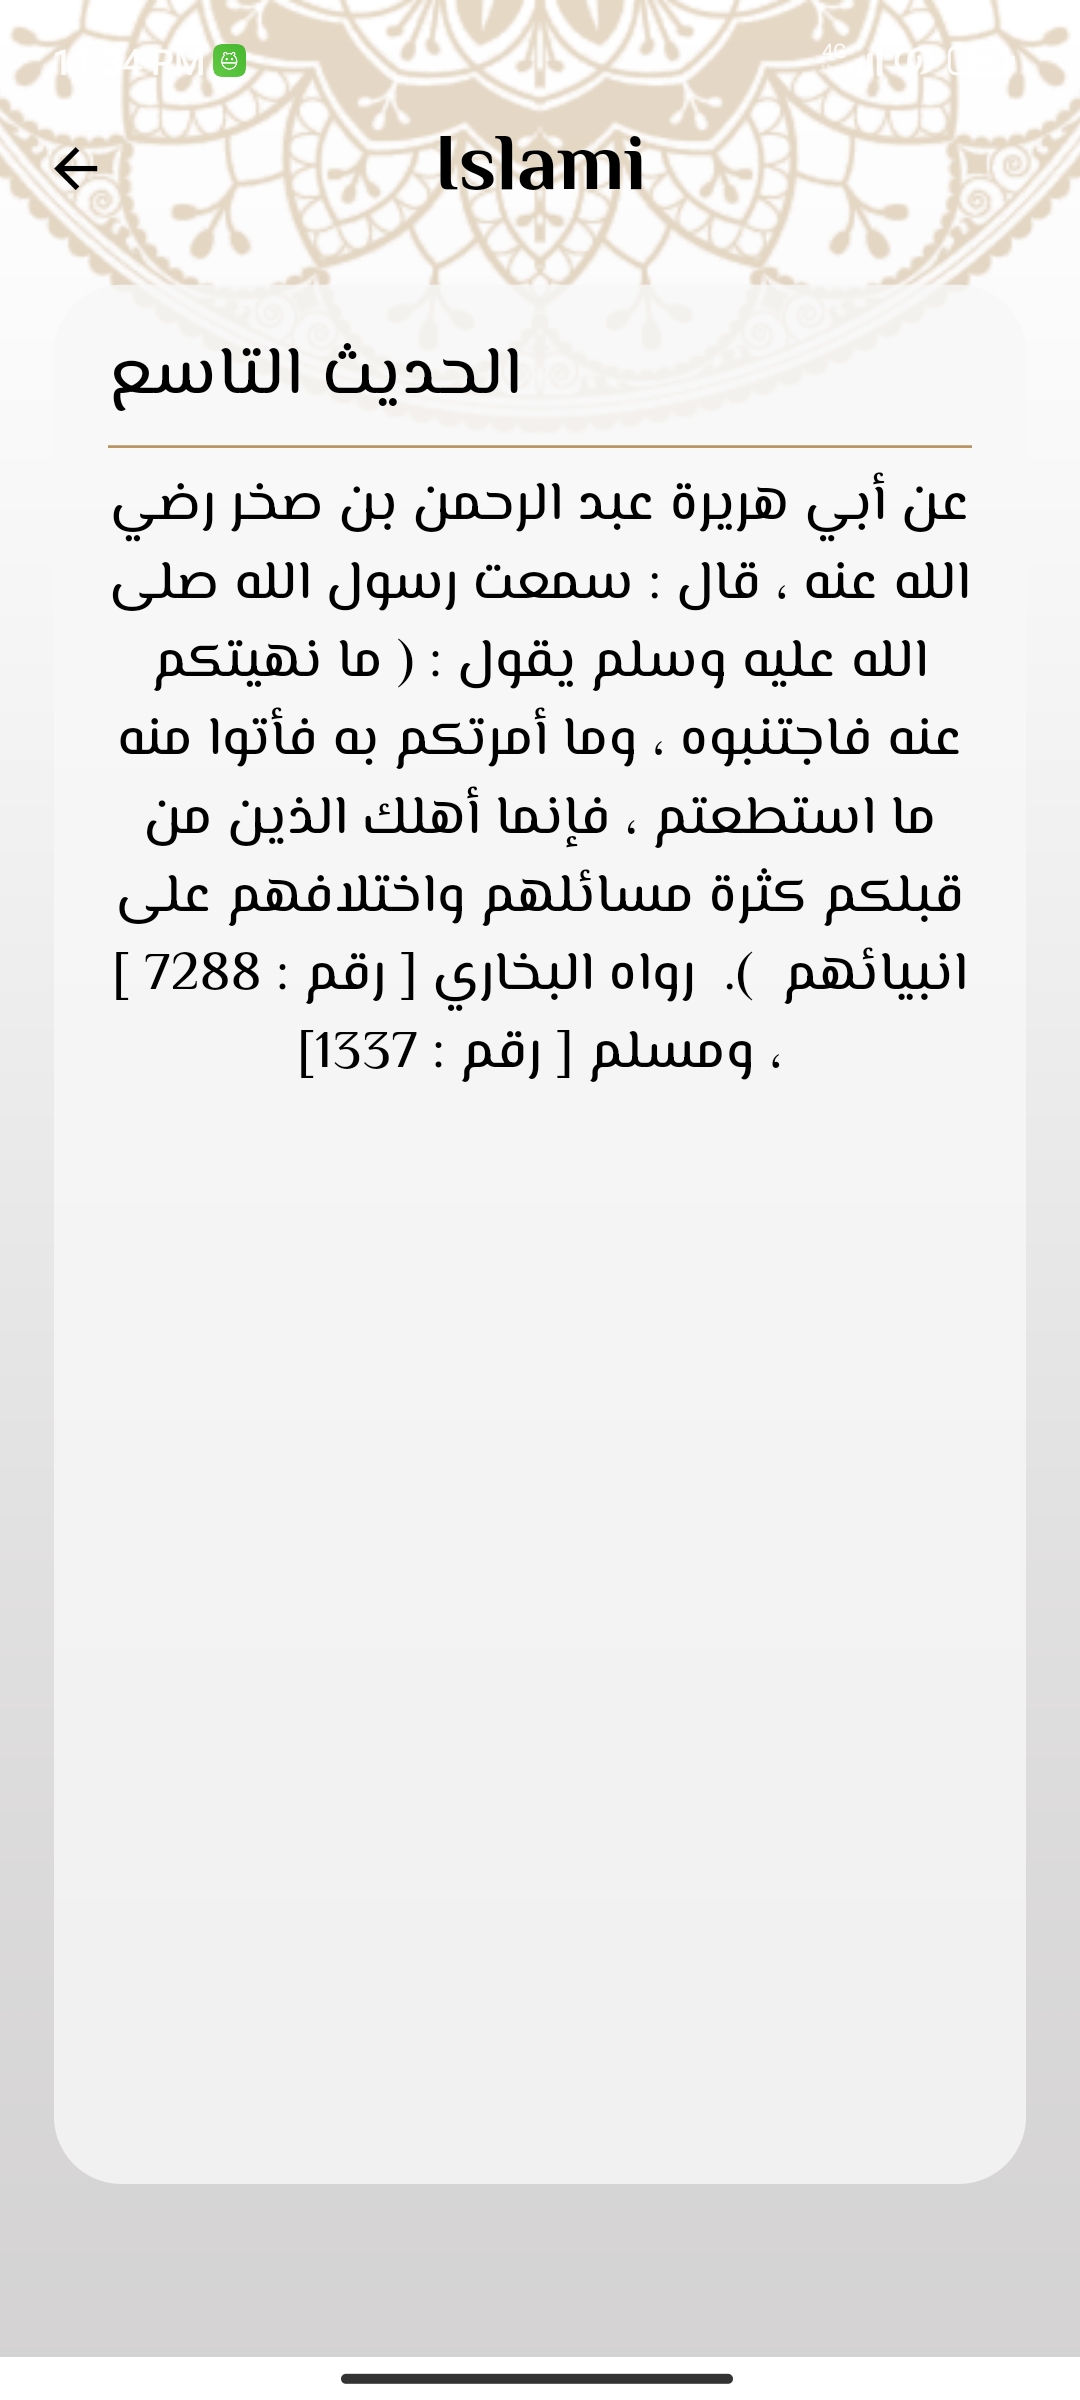 PM
4G
Islami
الحديث التاسع
عن أبي هريرة عبد الرحمن بن صخر رضي
الله عنه ، قال : سمعت رسول الله صلى
الله عليه وسلم يقول : ( ما نهيتكم
عنه فاجتنبوه ، وما أمرتكم به فأتوا منه
ما استطعتم ، فإنما أهلك الذين من
قبلكم كثرة مسائلهم واختلافهم على
انبيائهم  ).  رواه البخاري [ رقم : 7288 ]
، ومسلم [ رقم : 1337]